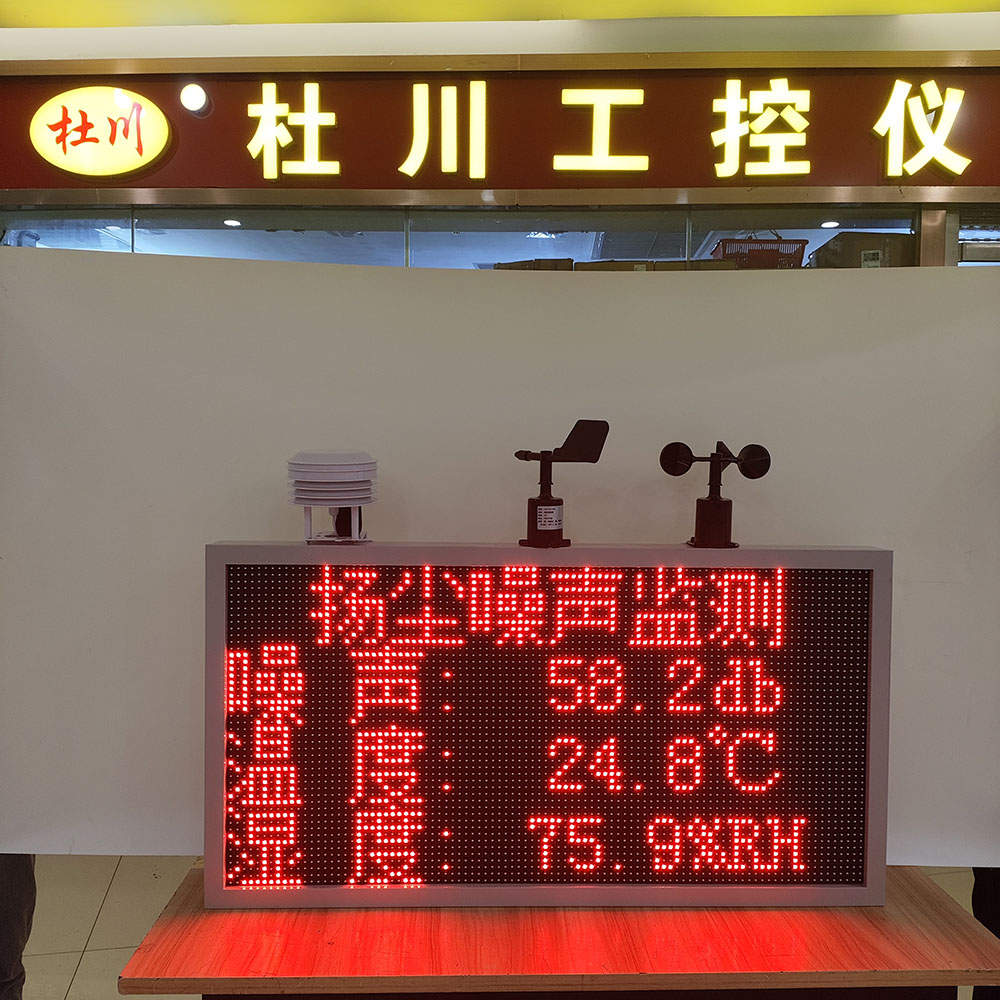 杜川
杜川工控仪
扬尘噪声监测
噪 声: 58.2db
温 度: 24.8℃
湿 度: 75.9%RH